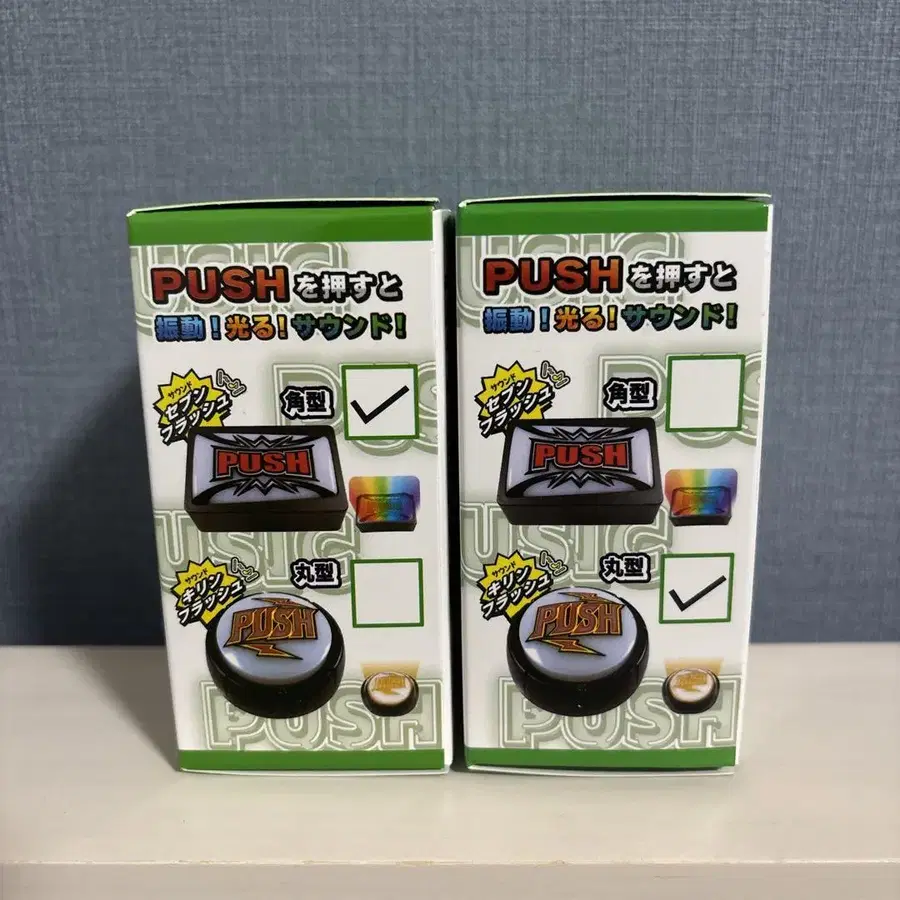 PUSHを押すと
振動!光る!サウンド!
サウンド
セブン
フラッシュ
角型
PUSH
サウンド
キリン
フラッシュ
丸型
PUSH
USIC
PUSH
PUSHを押すと
振動!光る!サウンド!
サウンド
セブン
フラッシュ
角型
PUSH
サウンド
キリン
フラッシュ
丸型
PUSH
USIC
PUSH